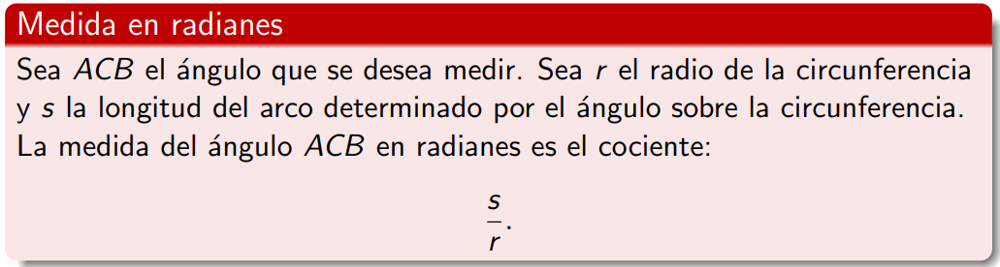 Medida en radianes
Sea ACB el ángulo que se desea medir. Sea r el radio de la circunferencia
y s la longitud del arco determinado por el ángulo sobre la circunferencia.
La medida del ángulo ACB en radianes es el cociente:
s
r.